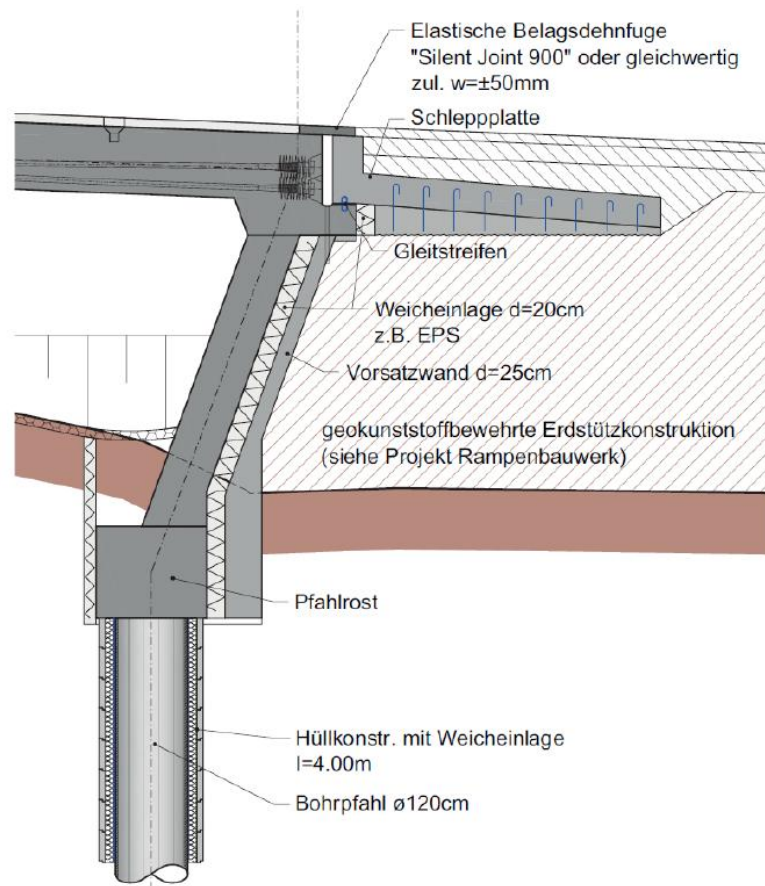 Elastische Belagsdehnfuge
"Silent Joint 900" oder gleichwertig
zul. w=±50mm
Schleppplatte
Gleitstreifen
Weicheinlage d=20cm
z.B. EPS
Vorsatzwand d=25cm
geokunststoffbewehrte Erdstützkonstruktion
(siehe Projekt Rampenbauwerk)
Pfahlrost
Hüllkonstr. mit Weicheinlage
l=4.00m
Bohrpfahl ø120cm